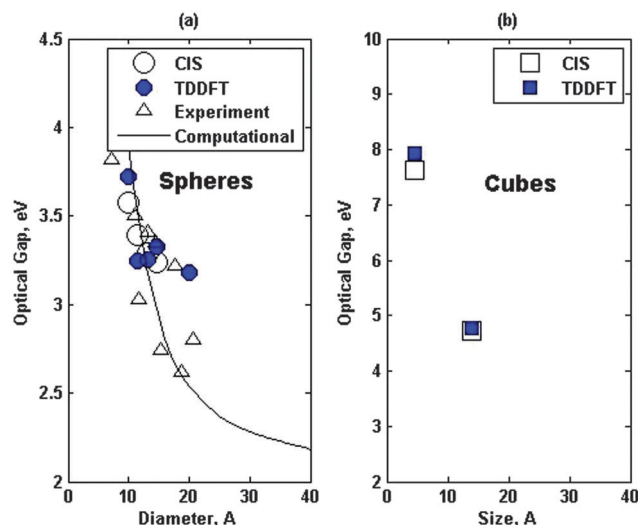 (a)
4.5
4
3.5
3
2.5
2
0 10 20 30 40
Optical Gap, eV
Diameter, A
CIS
TDDFT
Experiment
Computational
Spheres
(b)
10
9
8
7
6
5
4
3
2
0 10 20 30 40
Optical Gap, eV
Size, A
CIS
TDDFT
Cubes